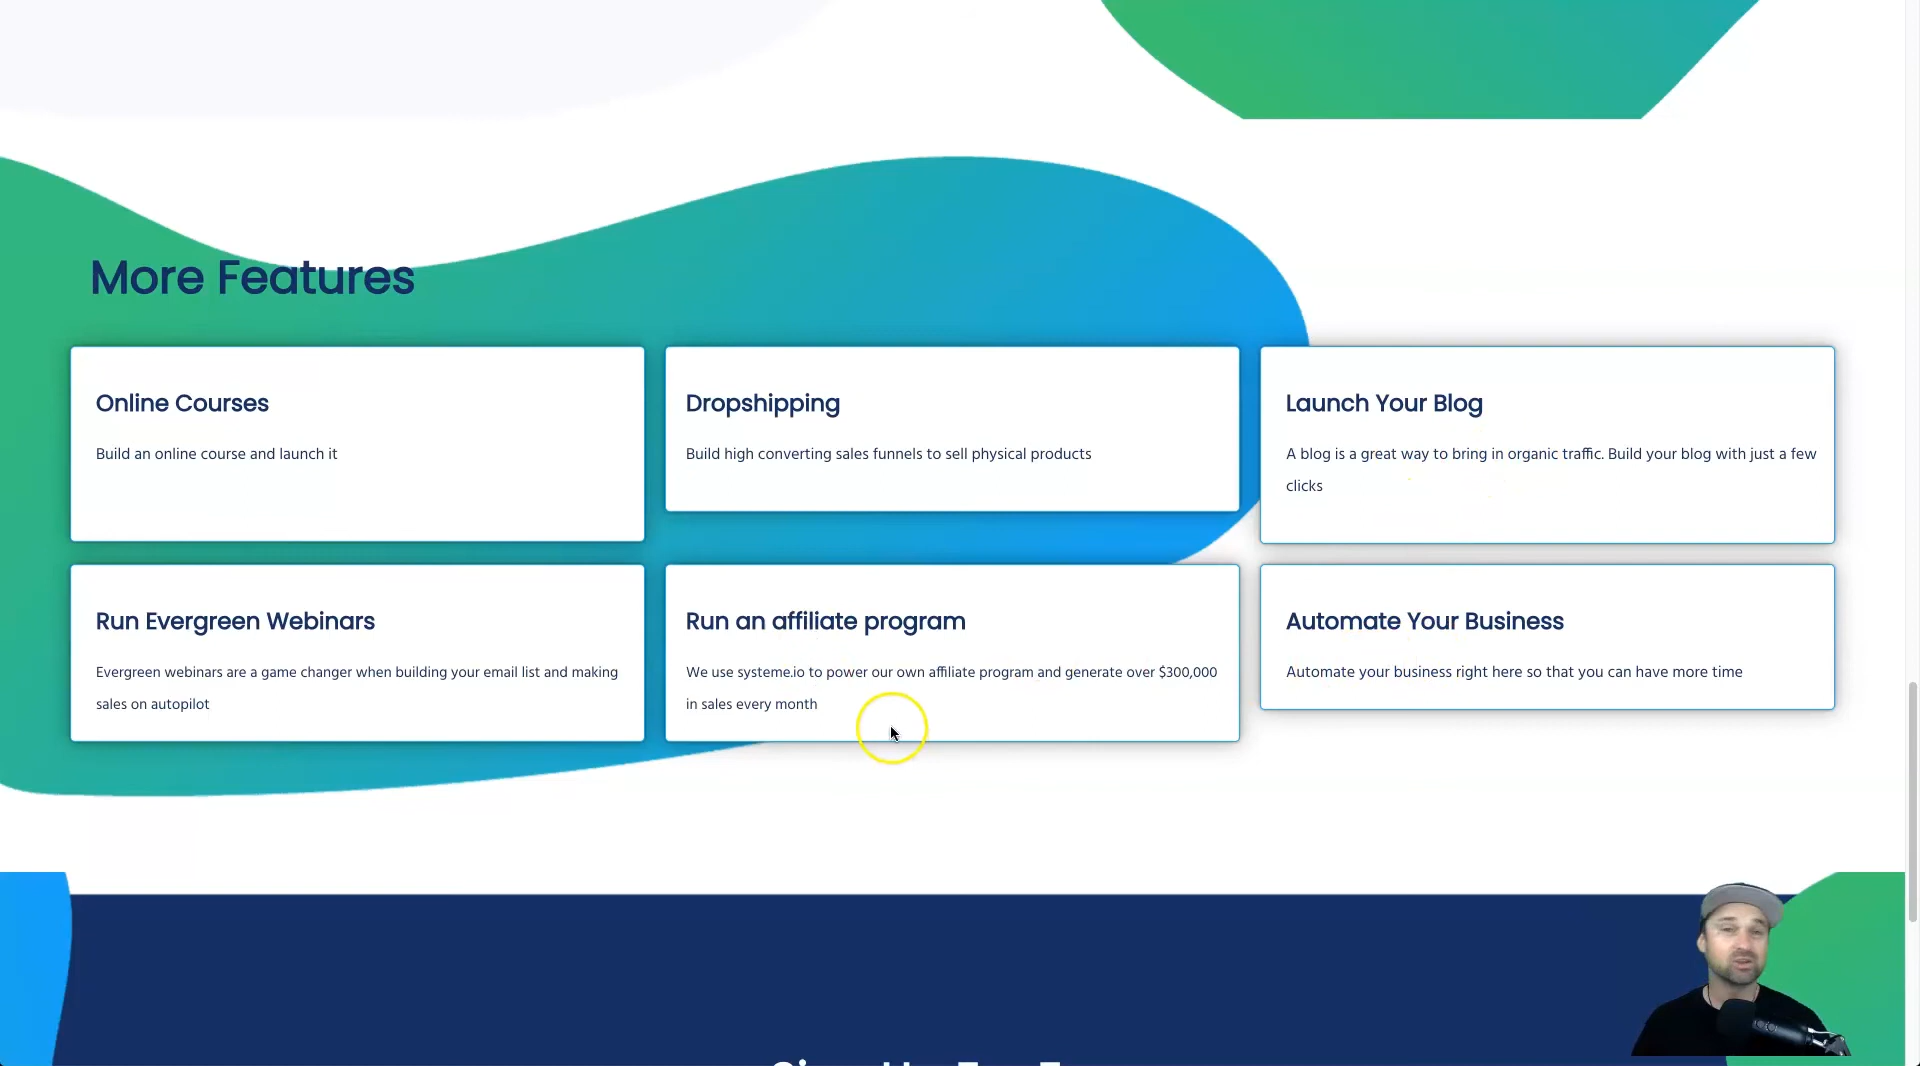 More Features
Online Courses
Build an online course and launch it
Dropshipping
Build high converting sales funnels to sell physical products
Launch Your Blog
A blog is a great way to bring in organic traffic. Build your blog with just a few
clicks
Run Evergreen Webinars
Evergreen webinars are a game changer when building your email list and making
sales on autopilot
Run an affiliate program
We use systeme.io to power our own affiliate program and generate over $300,000
in sales every month
Automate Your Business
Automate your business right here so that you can have more time